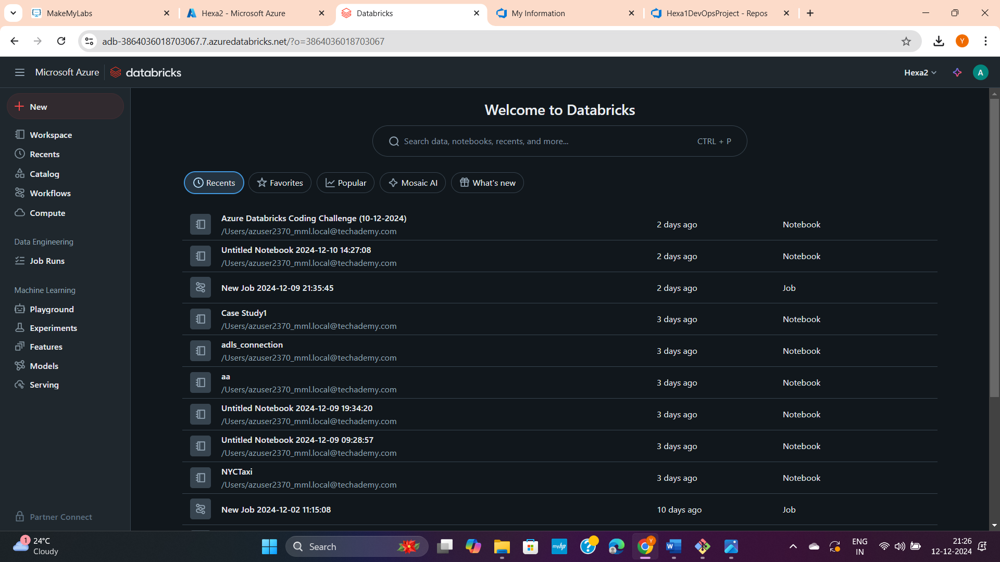 MakeMyLabs
Hexa2 - Microsoft Azure
Databricks
My Information
Hexa1DevOpsProject - Repos
adb-3864036018703067.7.azuredatabricks.net/?o=3864036018703067
Y
Microsoft Azure
databricks
Hexa2
A
New
Workspace
Recents
Catalog
Workflows
Compute
Data Engineering
Job Runs
Machine Learning
Playground
Experiments
Features
Models
Serving
Partner Connect
Welcome to Databricks
Search data, notebooks, recents, and more... CTRL + P
Recents
Favorites
Popular
Mosaic AI
What's new
Azure Databricks Coding Challenge (10-12-2024)
/Users/azuser2370_mml.local@techademy.com
2 days ago
Notebook
Untitled Notebook 2024-12-10 14:27:08
/Users/azuser2370_mml.local@techademy.com
2 days ago
Notebook
New Job 2024-12-09 21:35:45
2 days ago
Job
Case Study1
/Users/azuser2370_mml.local@techademy.com
3 days ago
Notebook
adls_connection
/Users/azuser2370_mml.local@techademy.com
3 days ago
Notebook
aa
/Users/azuser2370_mml.local@techademy.com
3 days ago
Notebook
Untitled Notebook 2024-12-09 19:34:20
/Users/azuser2370_mml.local@techademy.com
3 days ago
Notebook
Untitled Notebook 2024-12-09 09:28:57
/Users/azuser2370_mml.local@techademy.com
3 days ago
Notebook
NYCTaxi
/Users/azuser2370_mml.local@techademy.com
3 days ago
Notebook
New Job 2024-12-02 11:15:08
10 days ago
Job
1
24°C
Cloudy
Search
myhp
Y
W
ENG
IN
21:26
12-12-2024